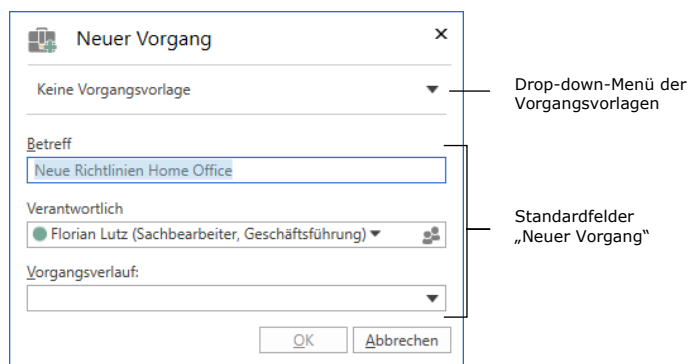 Neuer Vorgang
Keine Vorgangsvorlage
Drop-down-Menü der
Vorgangsvorlagen
Betreff
Neue Richtlinien Home Office
Verantwortlich
Florian Lutz (Sachbearbeiter, Geschäftsführung)
Standardfelder
„Neuer Vorgang“
Vorgangsverlauf:
OK
Abbrechen